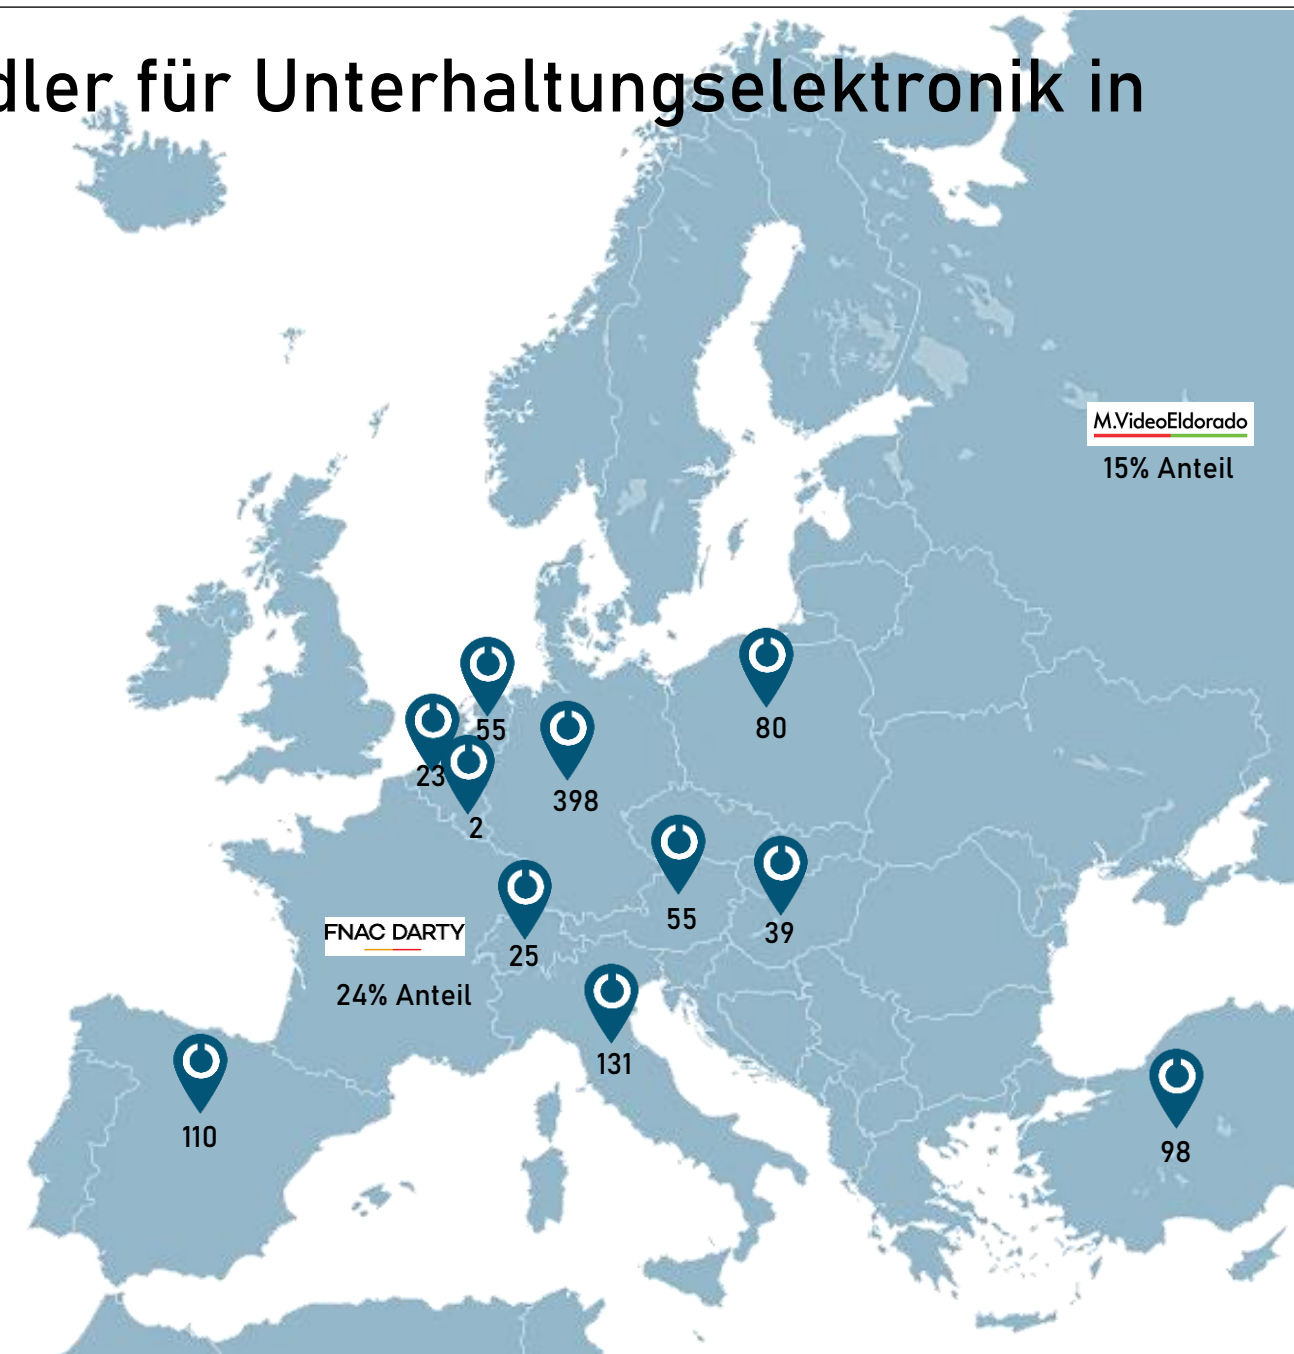 dler für Unterhaltungselektronik in
M.VideoEldorado
15% Anteil
55
80
23
398
2
55
39
25
FNAC DARTY
24% Anteil
131
110
98